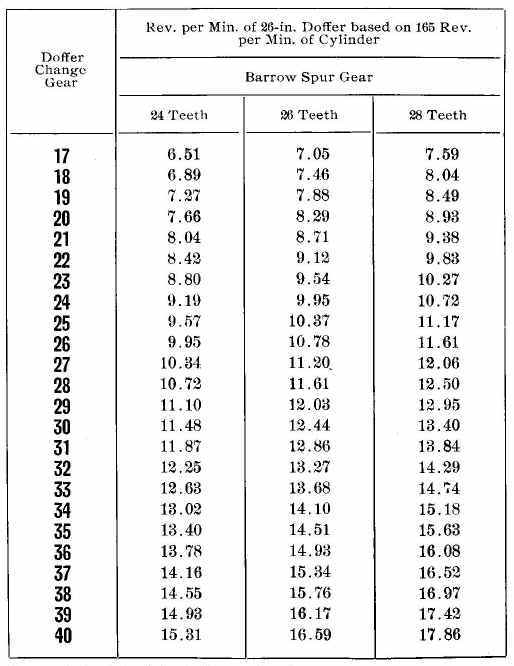 Rev. per Min. of 26-in. Doffer based on 165 Rev.
per Min. of Cylinder
Doffer
Change
Gear
Barrow Spur Gear
24 Teeth 26 Teeth 28 Teeth
17 6.51 7.05 7.59
18 6.89 7.46 8.04
19 7.27 7.88 8.49
20 7.66 8.29 8.93
21 8.04 8.71 9.38
22 8.42 9.12 9.83
23 8.80 9.54 10.27
24 9.19 9.95 10.72
25 9.57 10.37 11.17
26 9.95 10.78 11.61
27 10.34 11.20 12.06
28 10.72 11.61 12.50
29 11.10 12.03 12.95
30 11.48 12.44 13.40
31 11.87 12.86 13.84
32 12.25 13.27 14.29
33 12.63 13.68 14.74
34 13.02 14.10 15.18
35 13.40 14.51 15.63
36 13.78 14.93 16.08
37 14.16 15.34 16.52
38 14.55 15.76 16.97
39 14.93 16.17 17.42
40 15.31 16.59 17.86